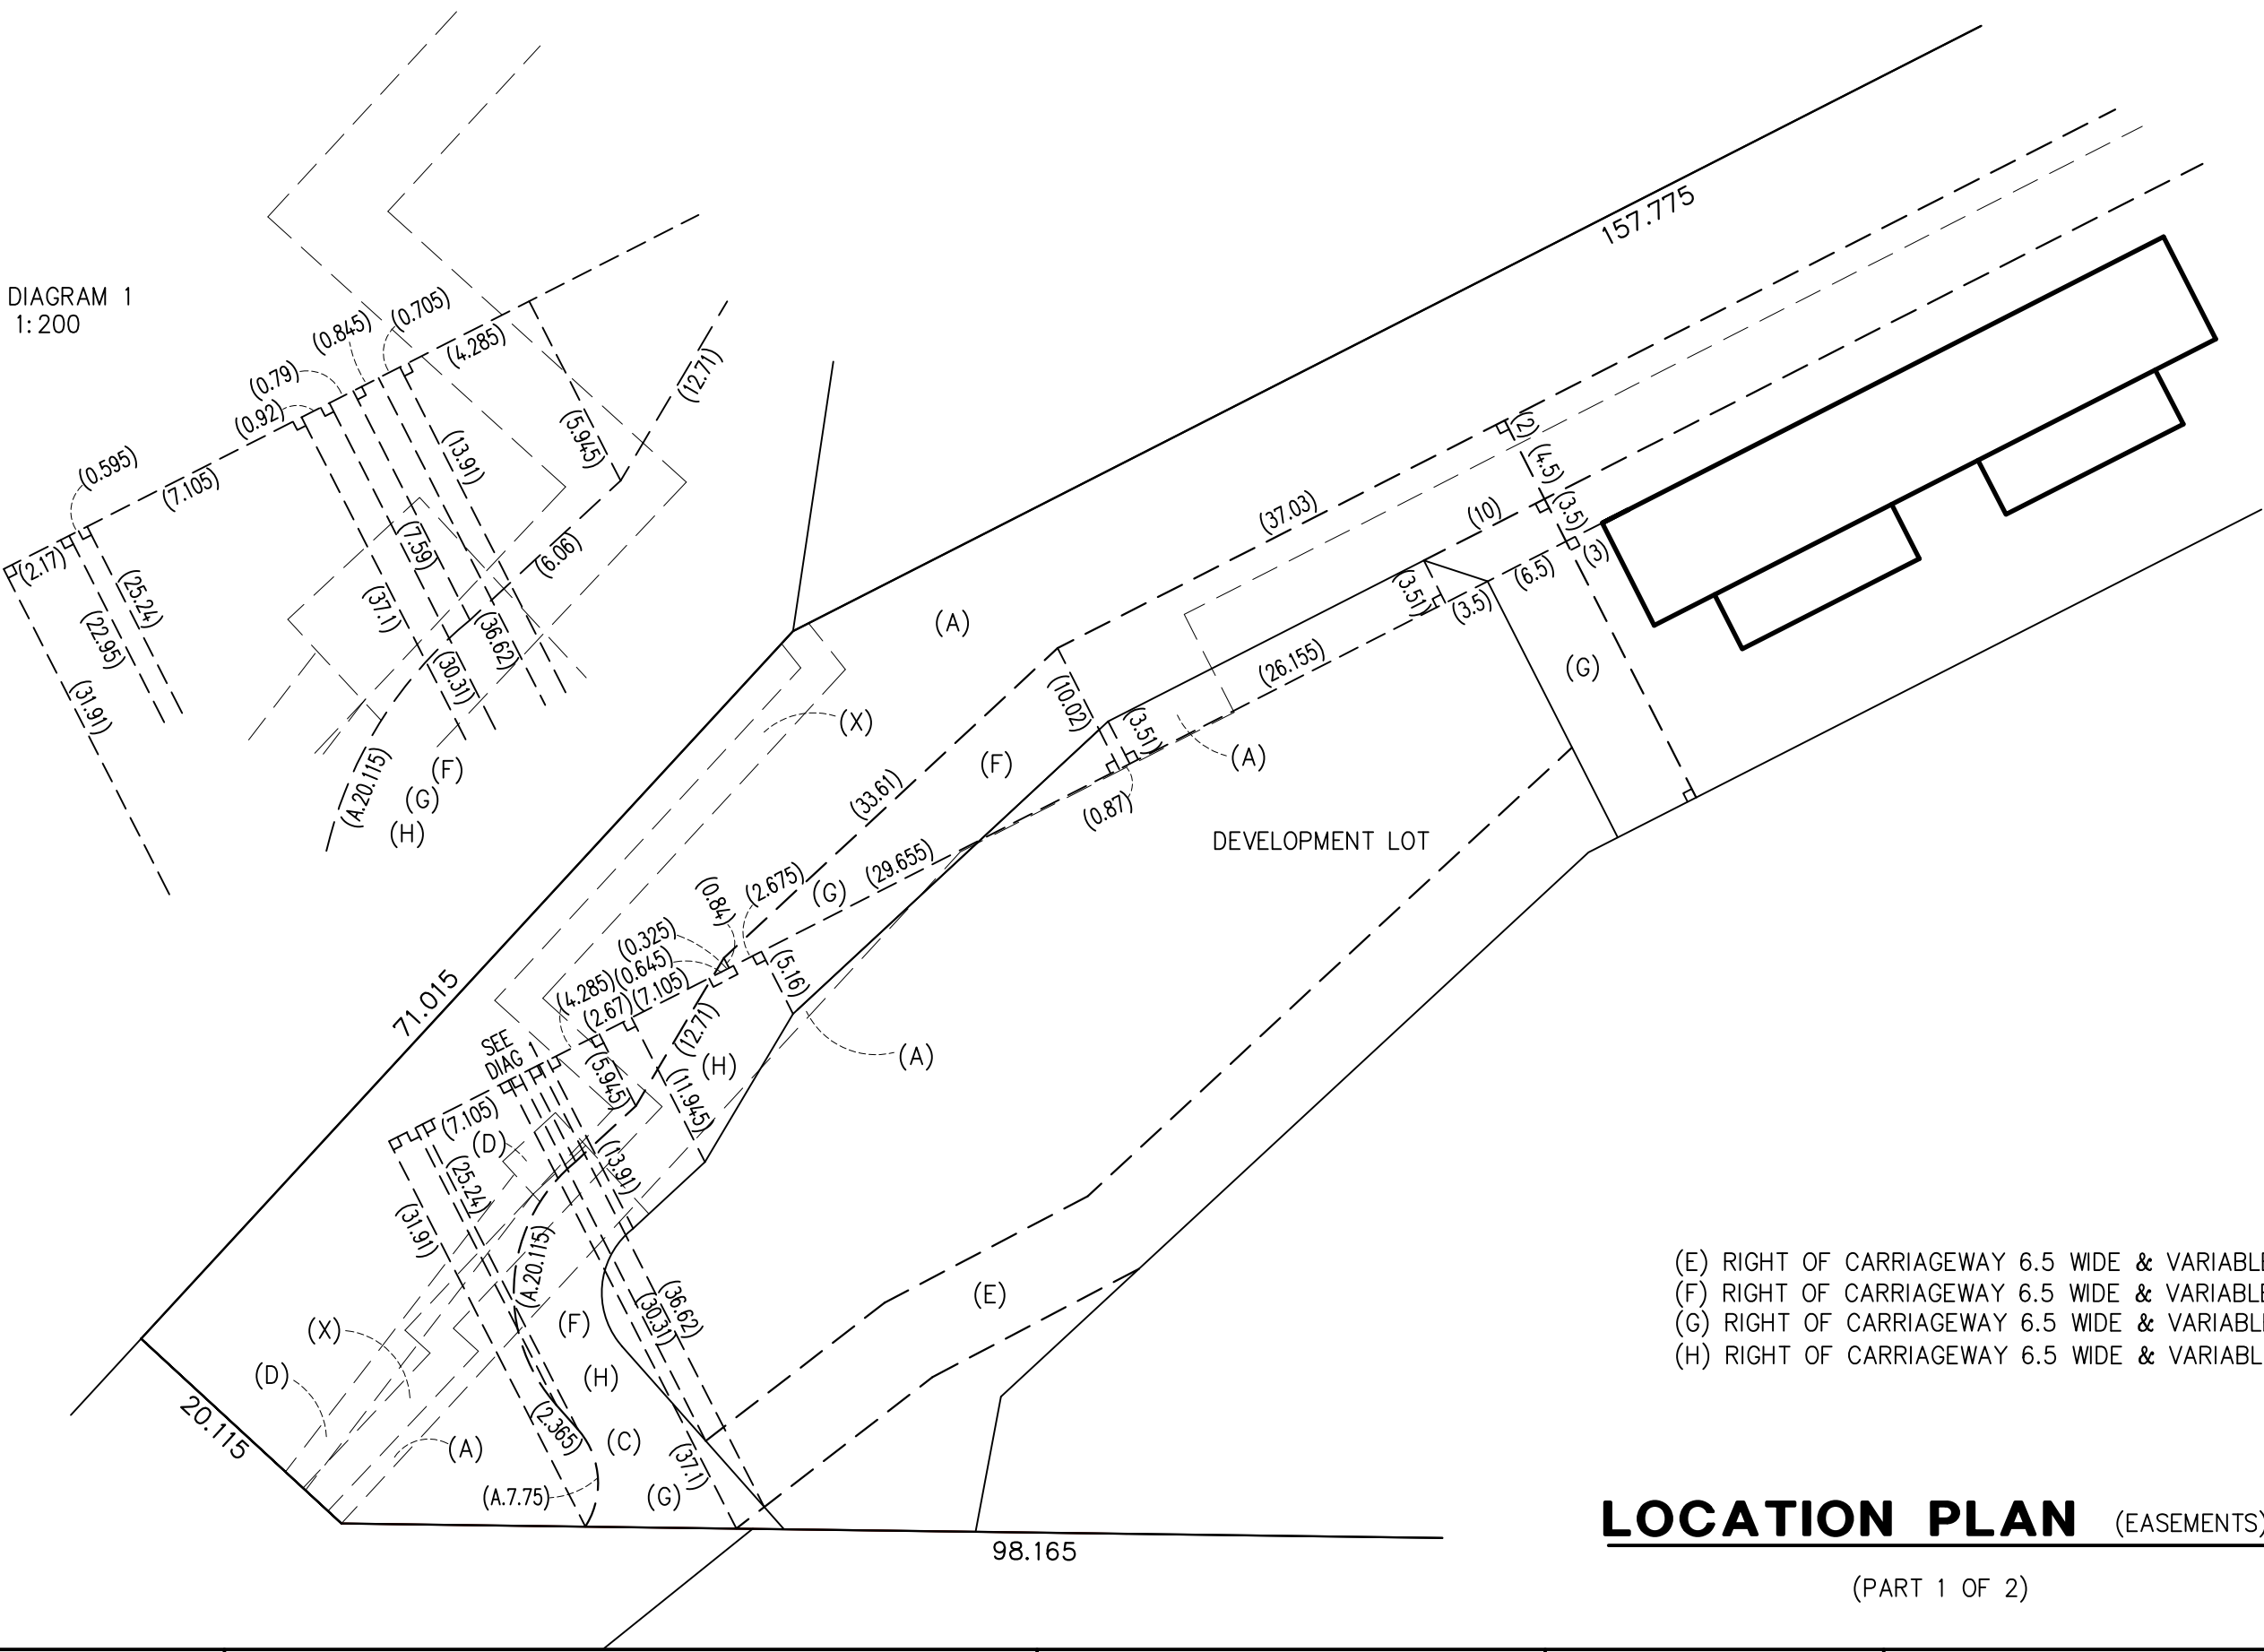 DIAGRAM 1
1:200
(0.705)
(0.845)
(0.79)
(0.92)
(4.285)
(12.71)
(0.595)
(7.105)
(13.91)
(5.945)
(2.17)
(25.24)
(22.95)
(31.91)
(37.1)
(7.59)
(6.06)
(36.62)
(30.31)
(A.20.115)
(F)
(G)
(H)
157.775
(A)
(37.03)
(2)
(4.5)
(10)
(3.5)
(3)
(6.5)
(3.51)
(3.5)
(26.155)
(G)
(X)
(10.02)
(3.51)
(A)
(F)
(0.87)
(33.61)
DEVELOPMENT LOT
(29.655)
(G)
(2.675)
(0.84)
(0.325)
(0.645)
(4.285)
(7.105)
(2.67)
(5.16)
71.015
SEE
DIAG 1
(12.71)
(H)
(A)
(5.945)
(11.945)
(7.105)
(D)
(25.24)
(13.91)
(31.91)
(A.20.115)
(36.62)
(30.31)
(E)
(F)
(X)
(H)
(D)
20.115
(A)
(2.365)
(C)
(37.1)
(A.7.75)
(G)
98.165
(E) RIGHT OF CARRIAGEWAY 6.5 WIDE & VARIABLE
(F) RIGHT OF CARRIAGEWAY 6.5 WIDE & VARIABLE
(G) RIGHT OF CARRIAGEWAY 6.5 WIDE & VARIABLE
(H) RIGHT OF CARRIAGEWAY 6.5 WIDE & VARIABL
LOCATION PLAN (EASEMENTS)
(PART 1 OF 2)